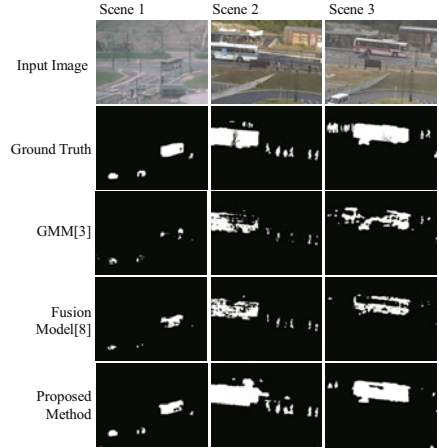 Scene 1 Scene 2 Scene 3
Input Image
Ground Truth
GMM[3]
Fusion
Model[8]
Proposed
Method